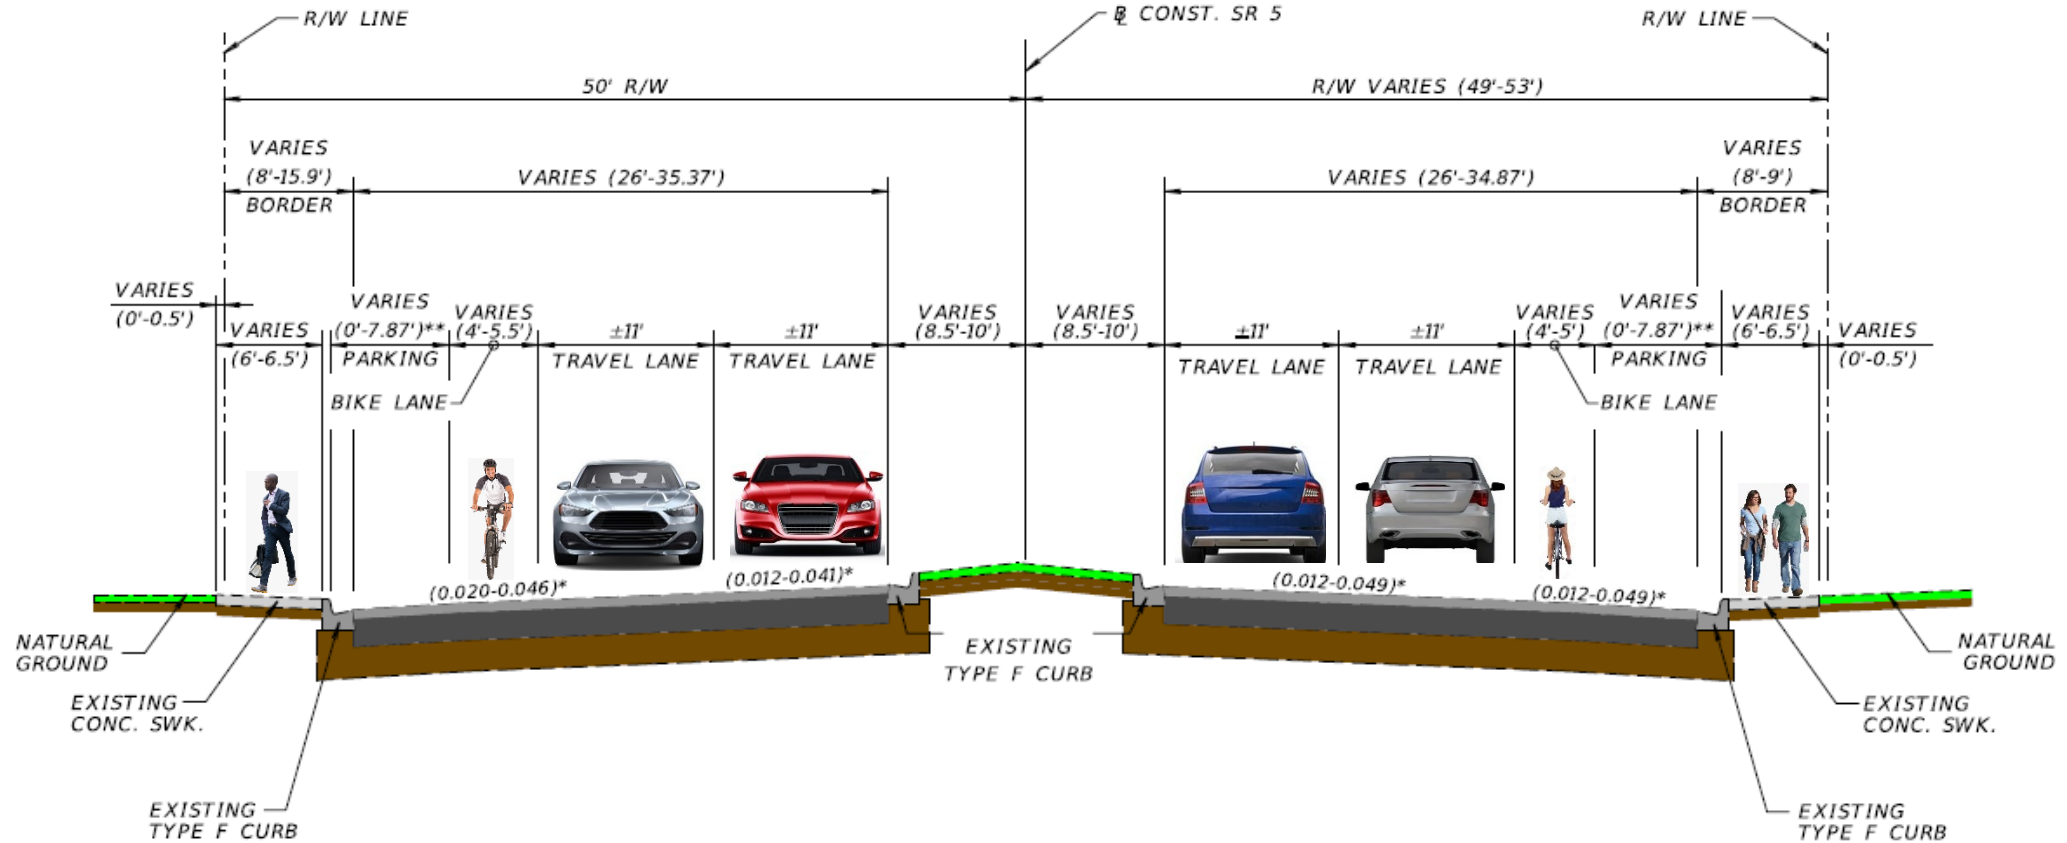 R/W LINE
℄ CONST. SR 5
R/W LINE
50' R/W
R/W VARIES (49'-53')
VARIES
(8'-15.9')
BORDER
VARIES (26'-35.37')
VARIES (26'-34.87')
VARIES
(8'-9')
BORDER
VARIES
(0'-0.5')
VARIES
(6'-6.5')
VARIES
(0'-7.87')**
PARKING
VARIES
(4'-5.5')
BIKE LANE
±11'
TRAVEL LANE
±11'
TRAVEL LANE
VARIES
(8.5'-10')
VARIES
(8.5'-10')
±11'
TRAVEL LANE
±11'
TRAVEL LANE
VARIES
(4'-5')
BIKE LANE
VARIES
(0'-7.87')**
PARKING
VARIES
(6'-6.5')
VARIES
(0'-0.5')
(0.020-0.046)*
(0.012-0.041)*
(0.012-0.049)*
(0.012-0.049)*
NATURAL
GROUND
EXISTING
CONC. SWK.
EXISTING
TYPE F CURB
EXISTING
TYPE F CURB
NATURAL
GROUND
EXISTING
CONC. SWK.
EXISTING
TYPE F CURB